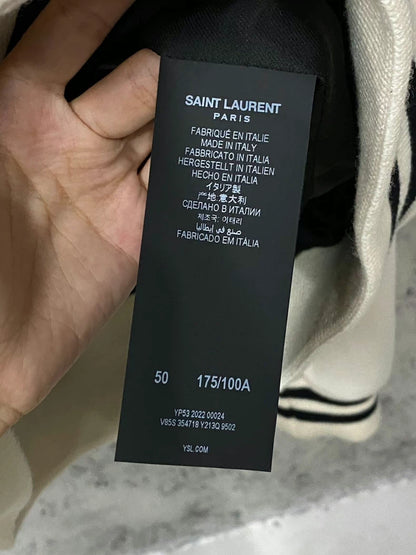 SAINT LAURENT
PARIS
FABRIQUÉ EN ITALIE
MADE IN ITALY
FABBRICATO IN ITALIA
HERGESTELLT IN ITALIEN
HECHO EN ITALIA
イタリア製
产地:意大利
СДЕЛАНО В ИТАЛИИ
제조국: 이태리
صنع في إيطاليا
FABRICADO EM ITÁLIA
50 175/100A
YP53 2022 00024
V85S 354718 Y213Q 9502
YSL.COM